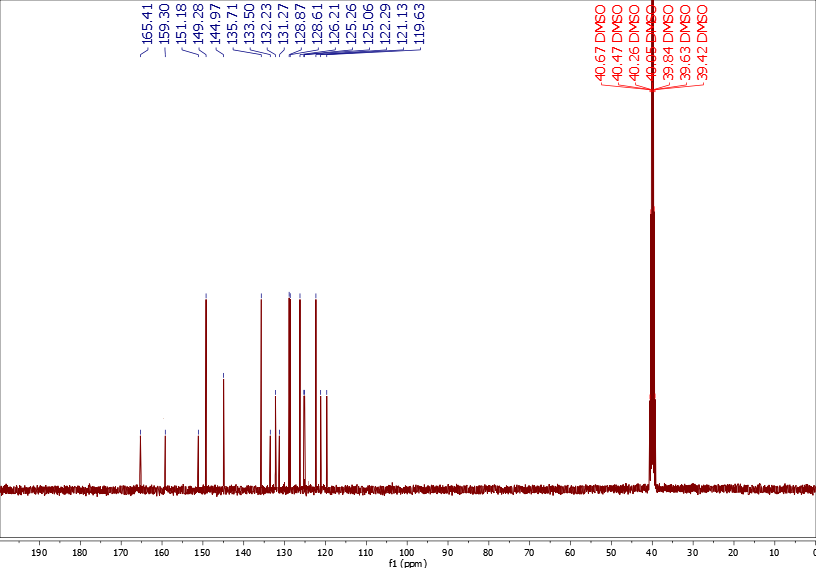 165.41
159.30
151.18
149.28
144.97
135.71
133.50
132.23
131.27
128.87
128.61
126.21
125.26
125.06
122.29
121.13
119.63
40.67 DMSO
40.47 DMSO
40.26 DMSO
40.05 DMSO
39.84 DMSO
39.63 DMSO
39.42 DMSO
190 180 170 160 150 140 130 120 110 100 90 80 70 60 50 40 30 20 10 0
f1 (ppm)